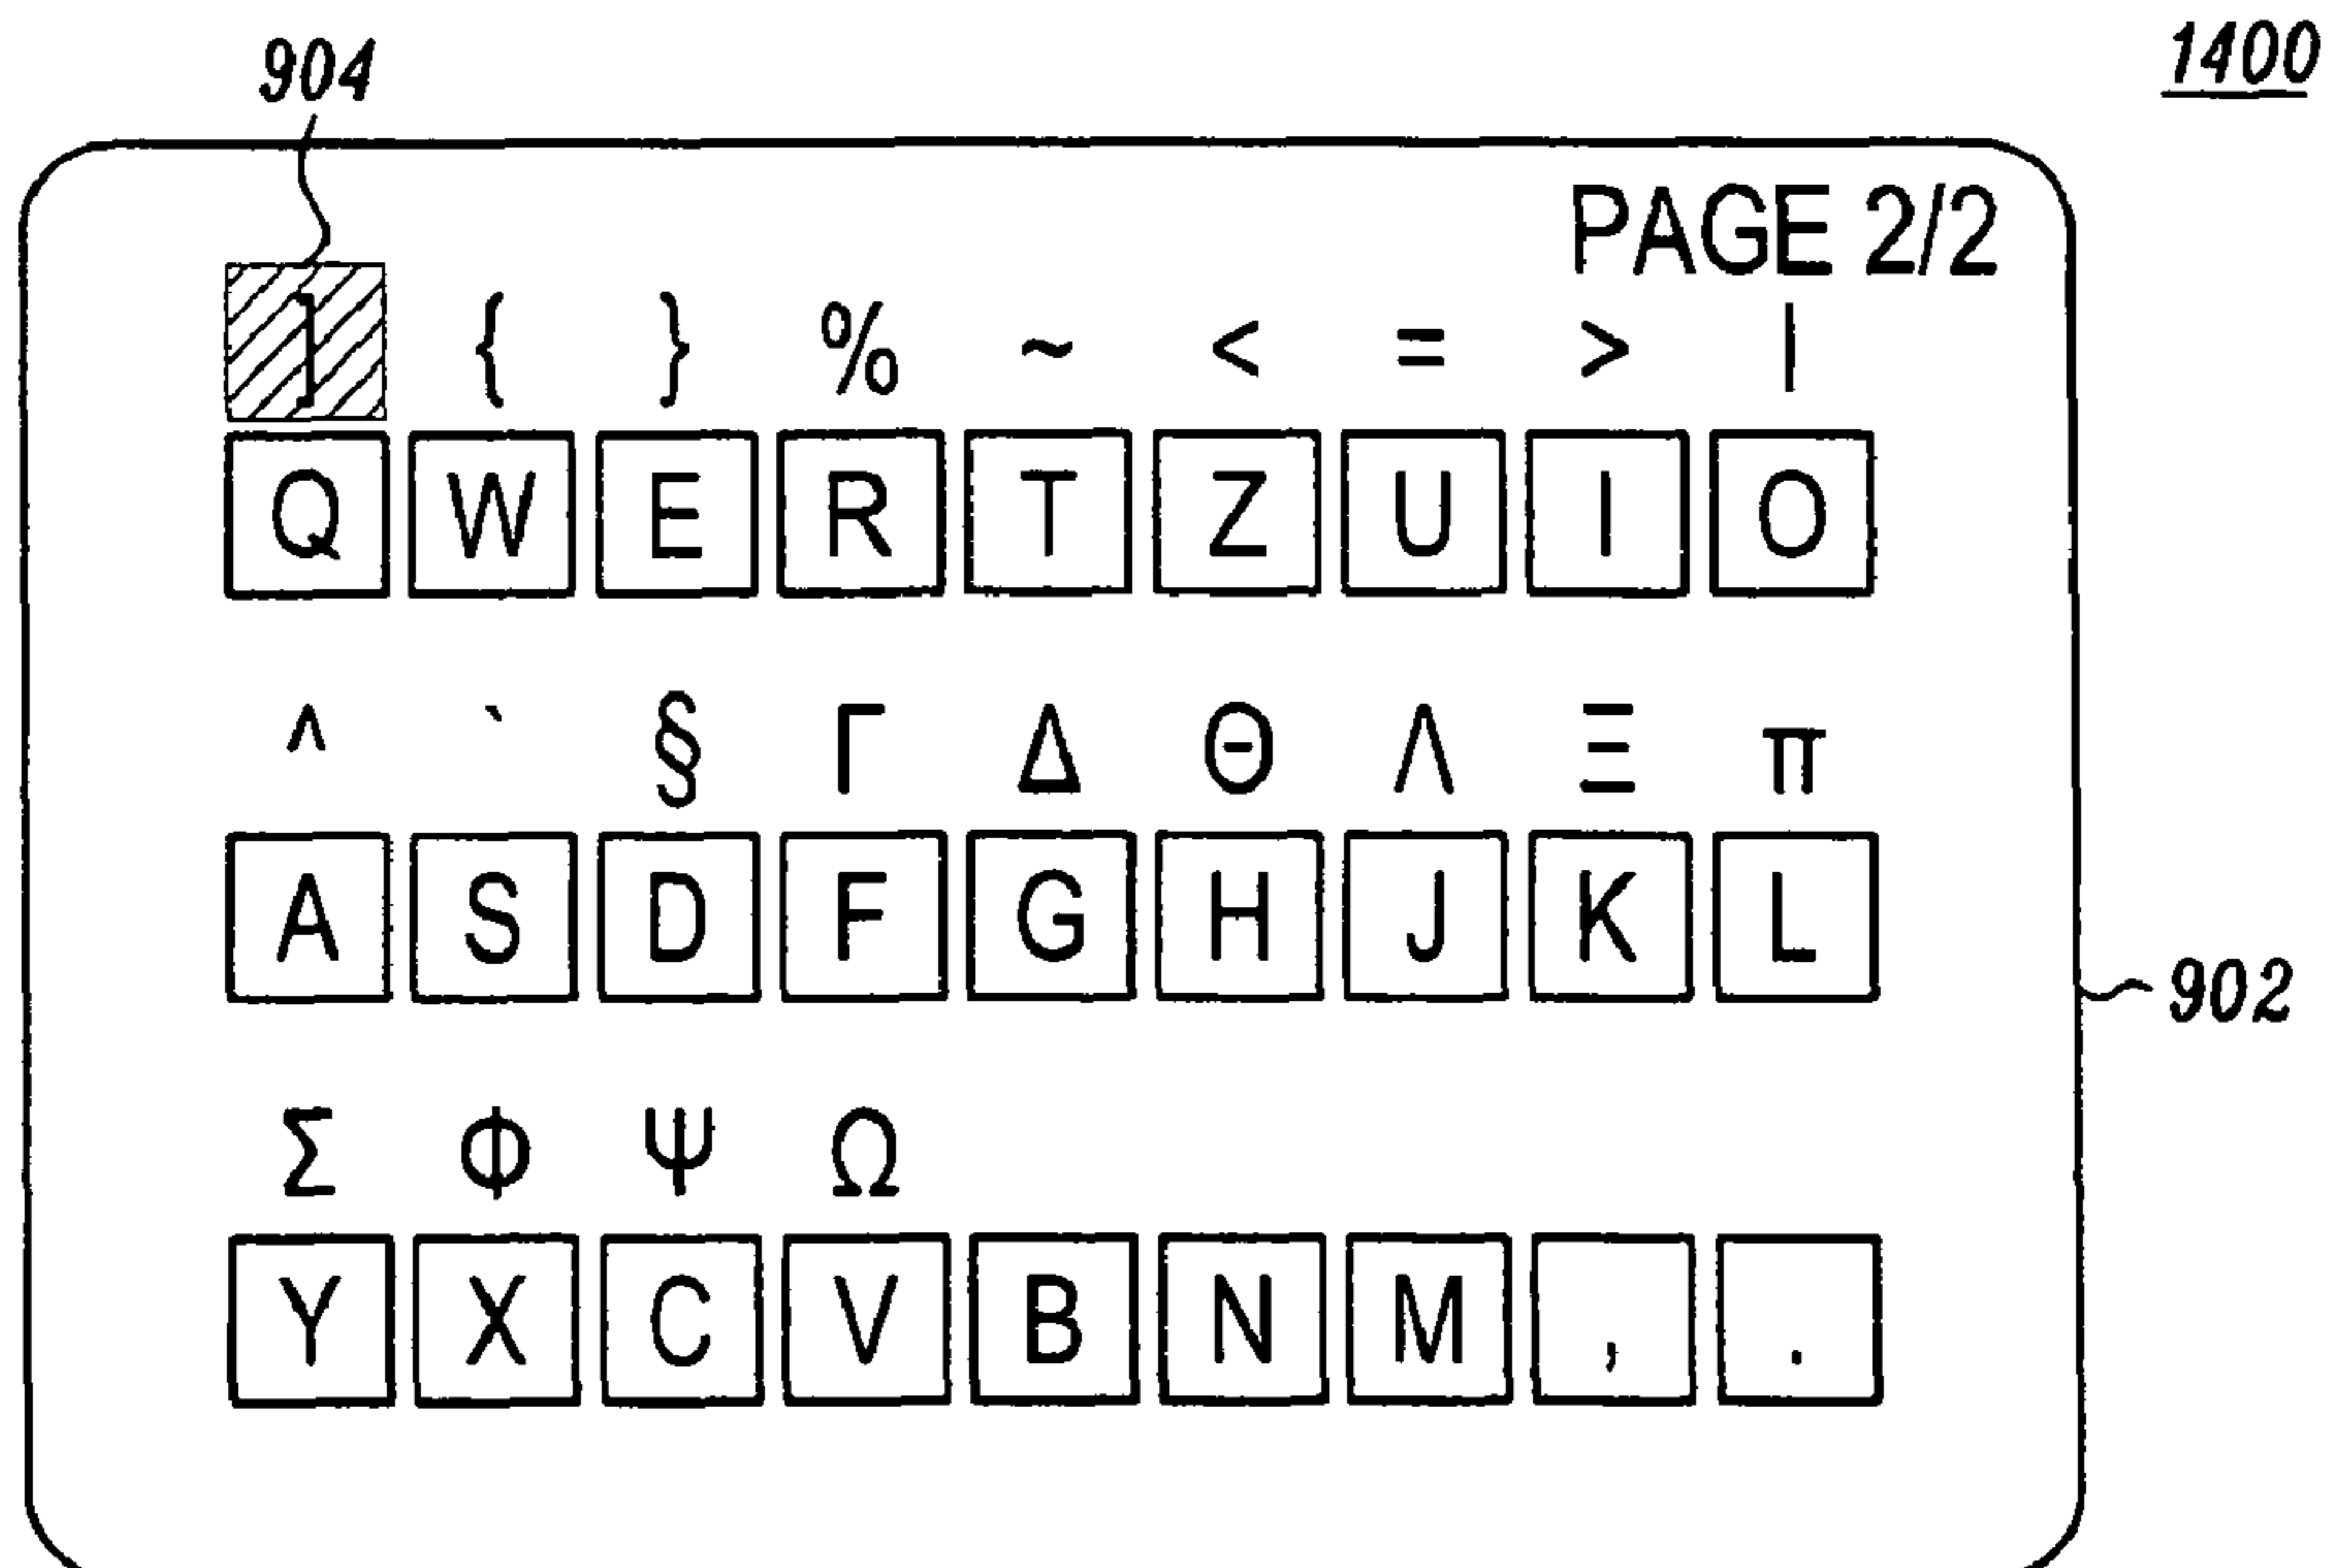 904
1400
PAGE 2/2
] { } % ~ < = > |
Q W E R T Z U I O
^ ` § Γ Δ Θ Λ Ξ π
A S D F G H J K L
902
Σ Φ Ψ Ω
Y X C V B N M , .